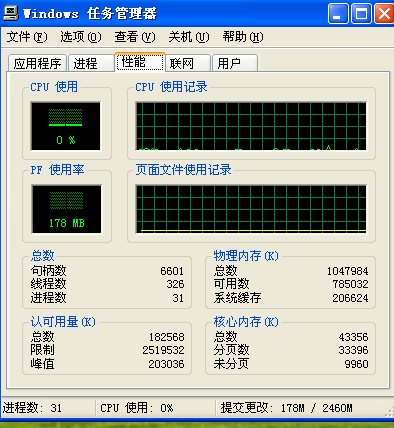 Windows 任务管理器
文件(F) 选项(O) 查看(V) 关机(U) 帮助(H)
应用程序 进程 性能 联网 用户
CPU 使用
0 %
CPU 使用记录
PF 使用率
178 MB
页面文件使用记录
总数
句柄数 6601
线程数 326
进程数 31
物理内存(K)
总数 1047984
可用数 785032
系统缓存 206624
认可用量(K)
总数 182568
限制 2519532
峰值 203036
核心内存(K)
总数 43356
分页数 33396
未分页 9960
进程数: 31 CPU 使用: 0% 提交更改: 178M / 2460M